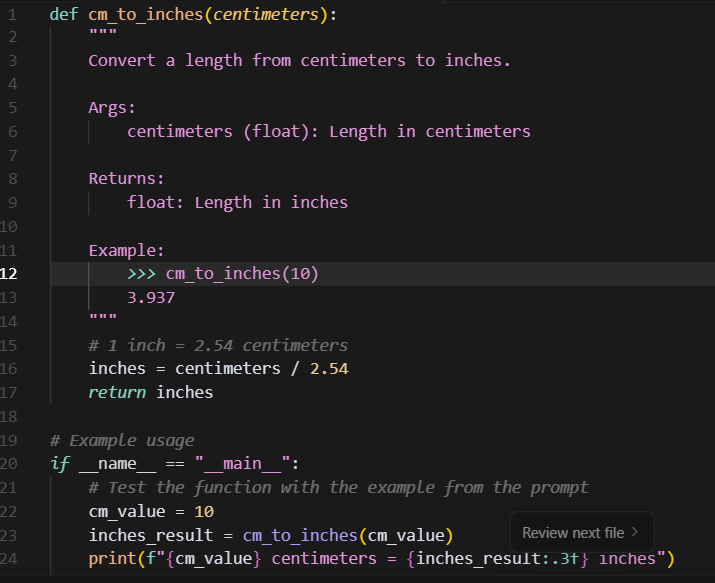 1 def cm_to_inches(centimeters):
2     """
3     Convert a length from centimeters to inches.
4
5     Args:
6         centimeters (float): Length in centimeters
7
8     Returns:
9         float: Length in inches
10
11     Example:
12         >>> cm_to_inches(10)
13         3.937
14     """
15     # 1 inch = 2.54 centimeters
16     inches = centimeters / 2.54
17     return inches
18
19 # Example usage
20 if __name__ == "__main__":
21     # Test the function with the example from the prompt
22     cm_value = 10
23     inches_result = cm_to_inches(cm_value)
Review next file >
24     print(f"{cm_value} centimeters = {inches_result:.3f} inches")